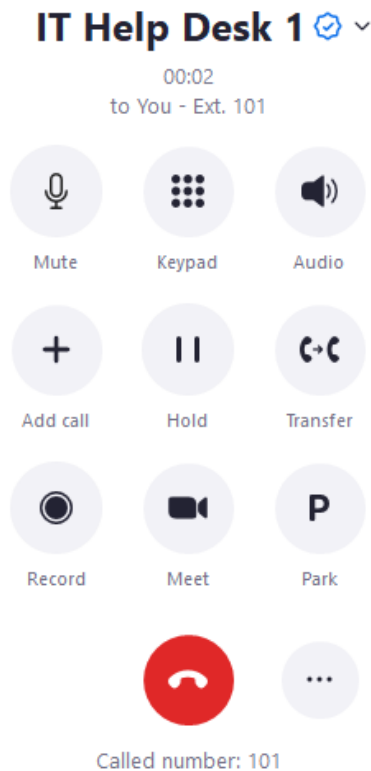 IT Help Desk 1
00:02
to You - Ext. 101
Mute Keypad Audio
Add call Hold Transfer
P
Record Meet Park
Called number: 101